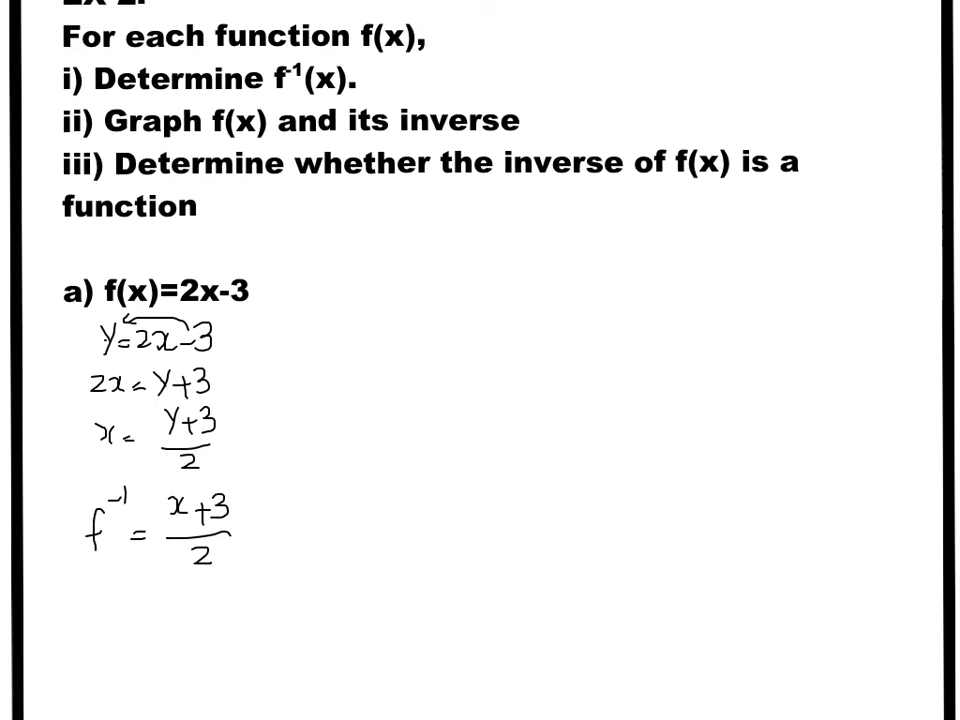 For each function f(x),
i) Determine f⁻¹(x).
ii) Graph f(x) and its inverse
iii) Determine whether the inverse of f(x) is a
function
a) f(x)=2x-3
y=2x-3
2x=y+3
x= y+3
2
f⁻¹ = x+3
2